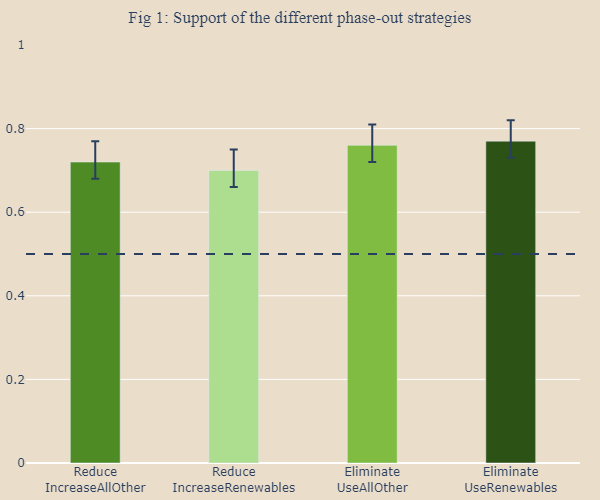 Fig 1: Support of the different phase-out strategies
1
0.8
0.6
0.4
0.2
0
Reduce
IncreaseAllOther
Reduce
IncreaseRenewables
Eliminate
UseAllOther
Eliminate
UseRenewables